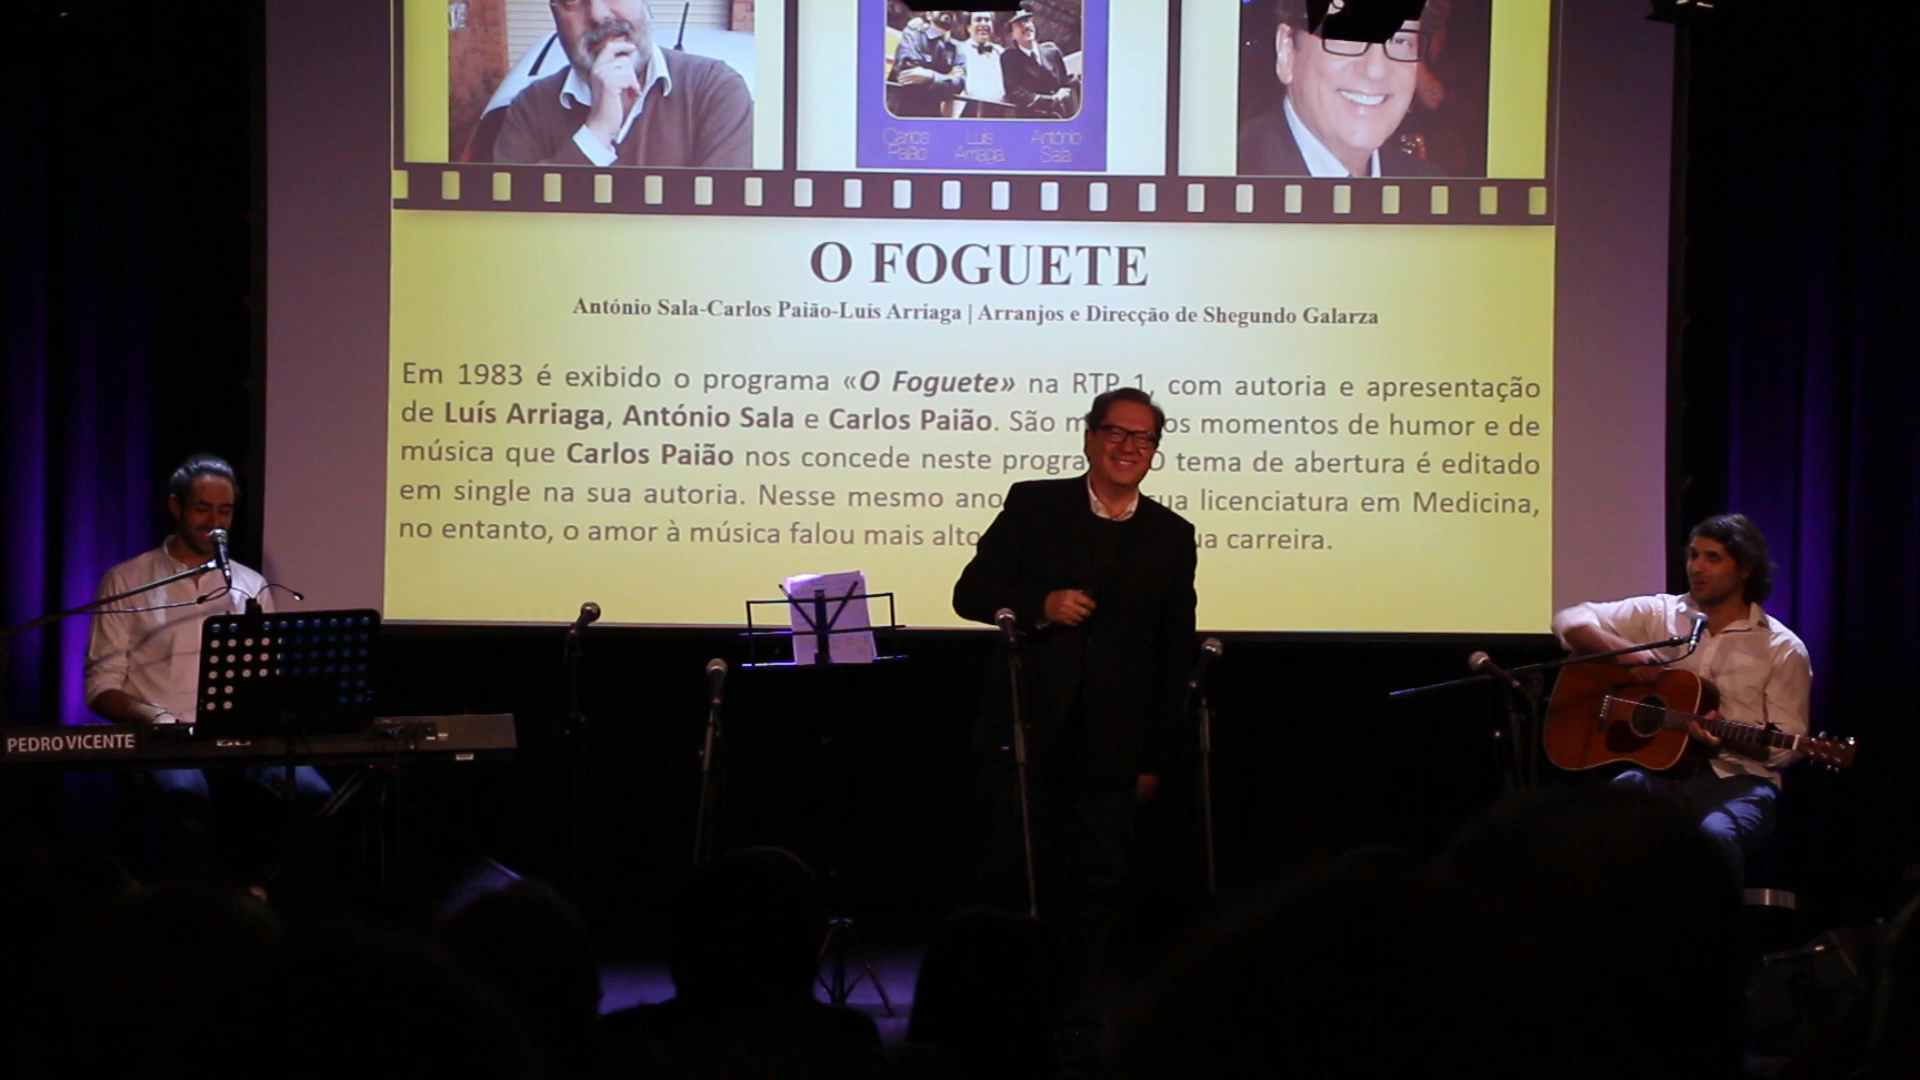 Carlos Luís António
Paião Arriaga Sala
O FOGUETE
António Sala-Carlos Paião-Luís Arriaga | Arranjos e Direcção de Shegundo Galarza
Em 1983 é exibido o programa «O Foguete» na RTP 1, com autoria e apresentação
de Luís Arriaga, António Sala e Carlos Paião. São os momentos de humor e de
música que Carlos Paião nos concede neste O tema de abertura é editado
em single na sua autoria. Nesse mesmo ano licenciatura em Medicina,
no entanto, o amor à música falou mais alto carreira.
PEDRO VICENTE